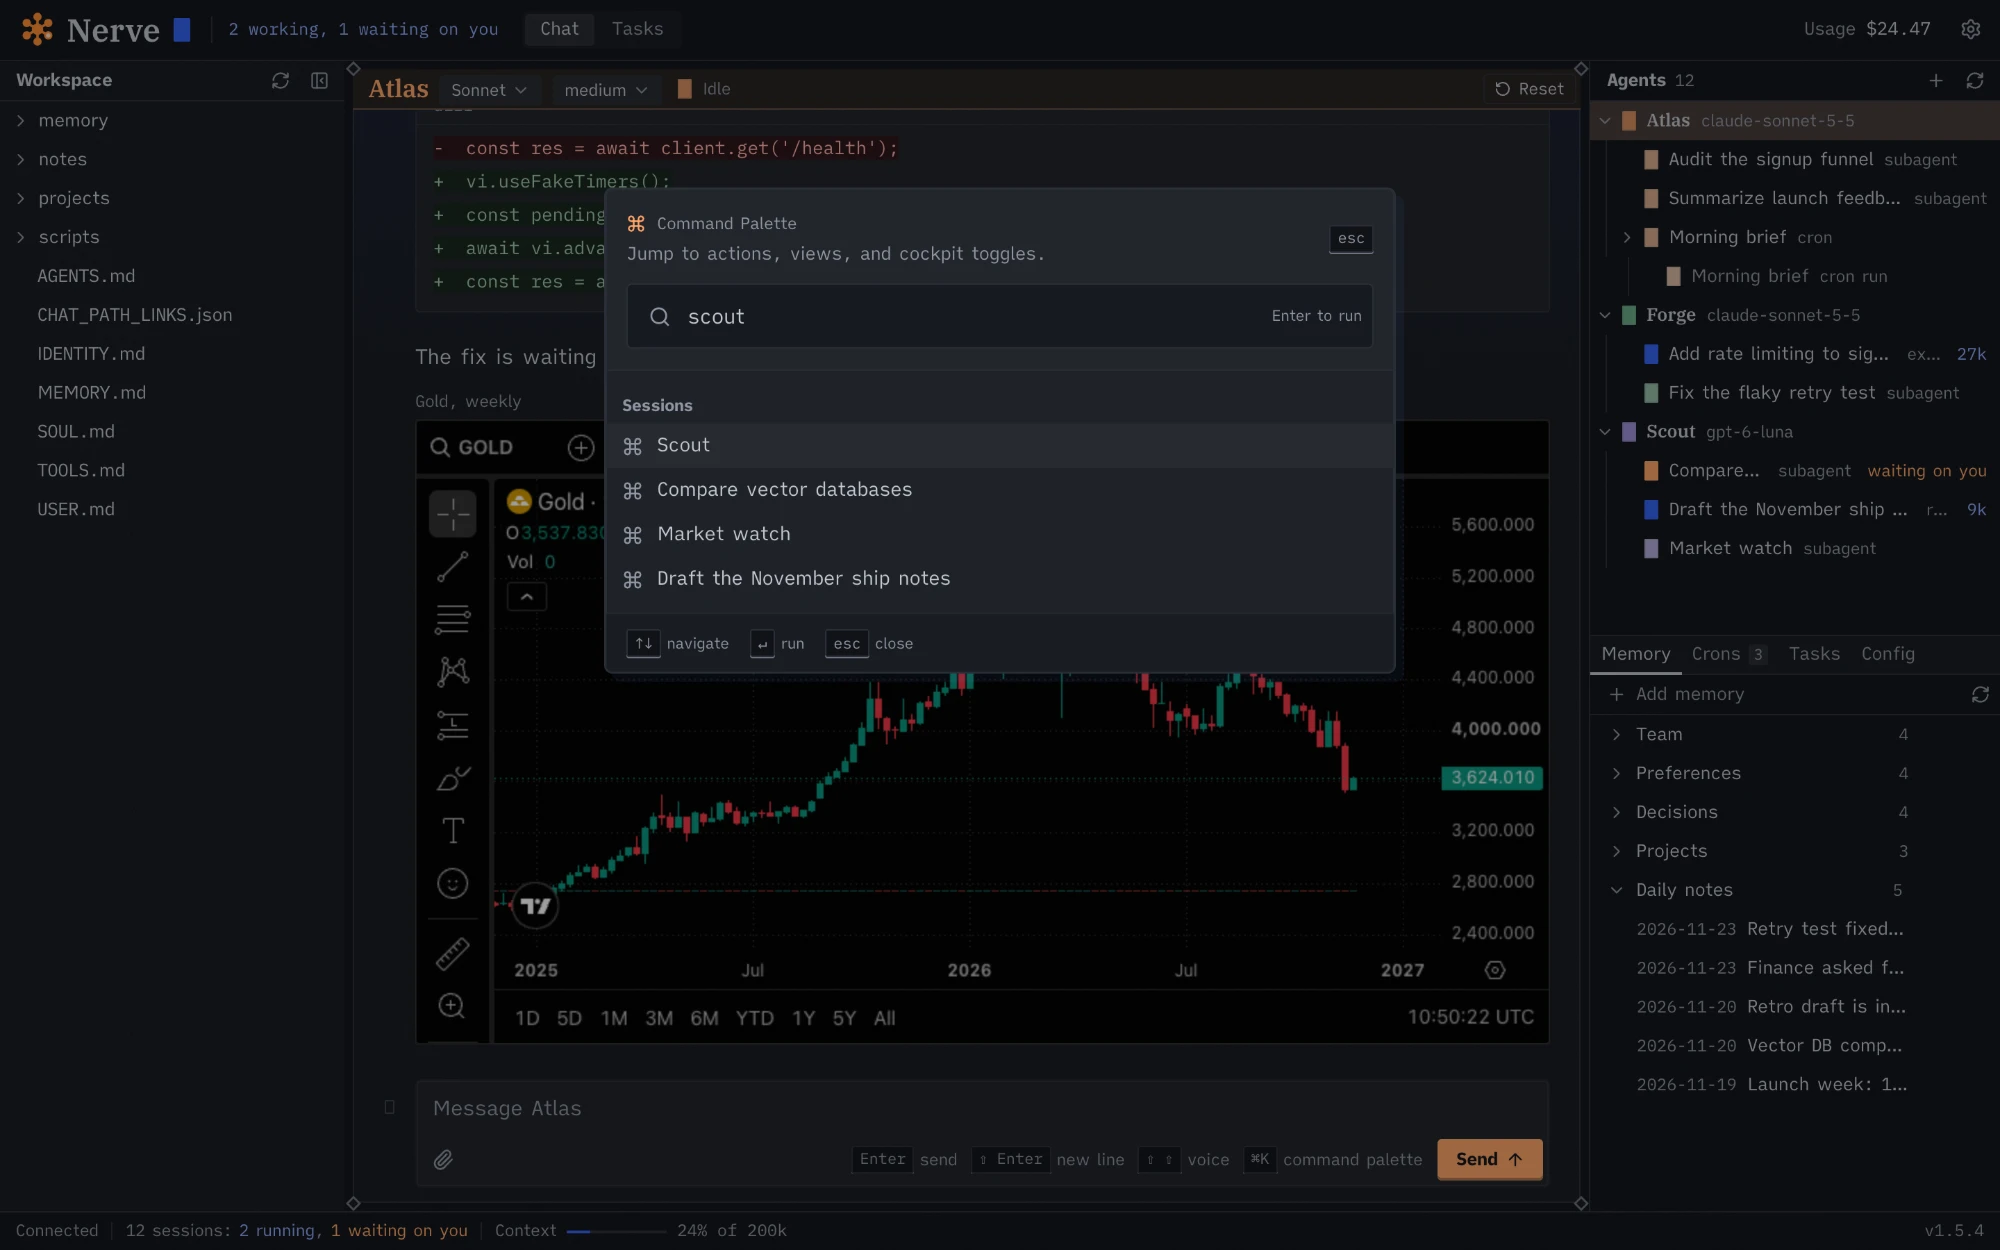 Nerve
2 working, 1 waiting on you
Chat
Tasks
Usage $24.47
Workspace
memory
notes
projects
scripts
AGENTS.md
CHAT_PATH_LINKS.json
IDENTITY.md
MEMORY.md
SOUL.md
TOOLS.md
USER.md
Atlas
Sonnet
medium
Idle
Reset
- const res = await client.get('/health');
+ vi.useFakeTimers();
+ const pending
+ await vi.adva
+ const res = a
The fix is waiting
Gold, weekly
GOLD
Gold ·
O3,537.830
Vol 0
Command Palette
Jump to actions, views, and cockpit toggles.
esc
scout
Enter to run
Sessions
Scout
Compare vector databases
Market watch
Draft the November ship notes
↑↓ navigate
↵ run
esc close
5,600.000
5,200.000
4,800.000
4,400.000
4,000.000
3,624.010
3,200.000
2,800.000
2,400.000
2025
Jul
2026
Jul
2027
1D 5D 1M 3M 6M YTD 1Y 5Y All
10:50:22 UTC
Message Atlas
Enter send
⇧ Enter new line
⇧ ⇧ voice
⌘K command palette
Send ↑
Agents 12
Atlas claude-sonnet-5-5
Audit the signup funnel subagent
Summarize launch feedb... subagent
Morning brief cron
Morning brief cron run
Forge claude-sonnet-5-5
Add rate limiting to sig... ex... 27k
Fix the flaky retry test subagent
Scout gpt-6-luna
Compare... subagent waiting on you
Draft the November ship ... r... 9k
Market watch subagent
Memory
Crons 3
Tasks
Config
+ Add memory
Team 4
Preferences 4
Decisions 4
Projects 3
Daily notes 5
2026-11-23 Retry test fixed...
2026-11-23 Finance asked f...
2026-11-20 Retro draft is in...
2026-11-20 Vector DB comp...
2026-11-19 Launch week: 1...
Connected
12 sessions: 2 running, 1 waiting on you
Context
24% of 200k
v1.5.4